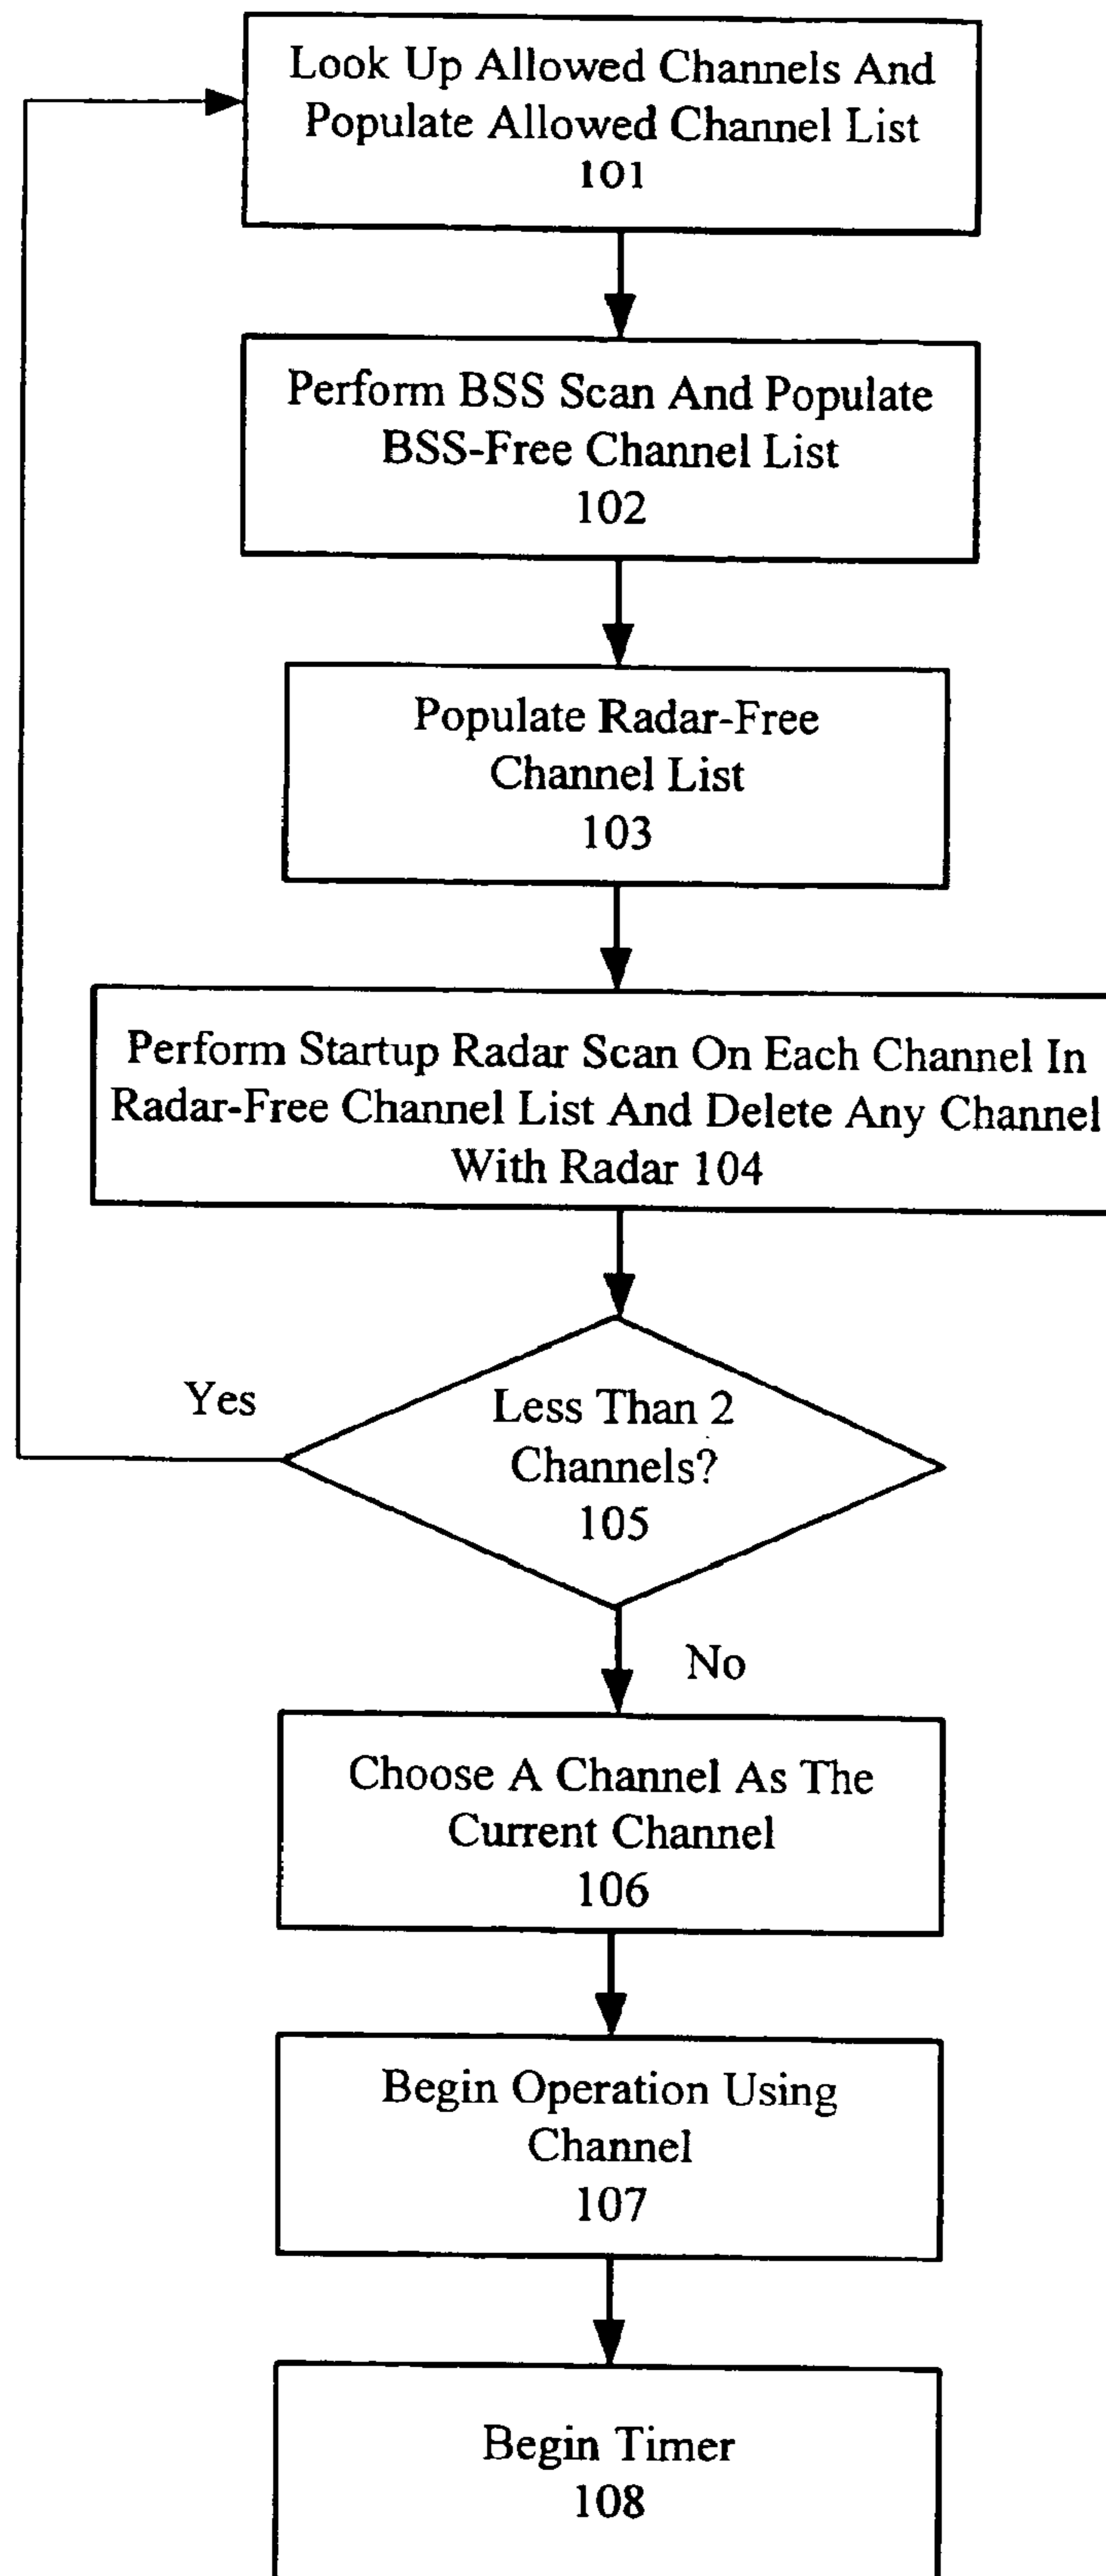 Look Up Allowed Channels And
Populate Allowed Channel List
101
Perform BSS Scan And Populate
BSS-Free Channel List
102
Populate Radar-Free
Channel List
103
Perform Startup Radar Scan On Each Channel In
Radar-Free Channel List And Delete Any Channel
With Radar 104
Yes
Less Than 2
Channels?
105
No
Choose A Channel As The
Current Channel
106
Begin Operation Using
Channel
107
Begin Timer
108